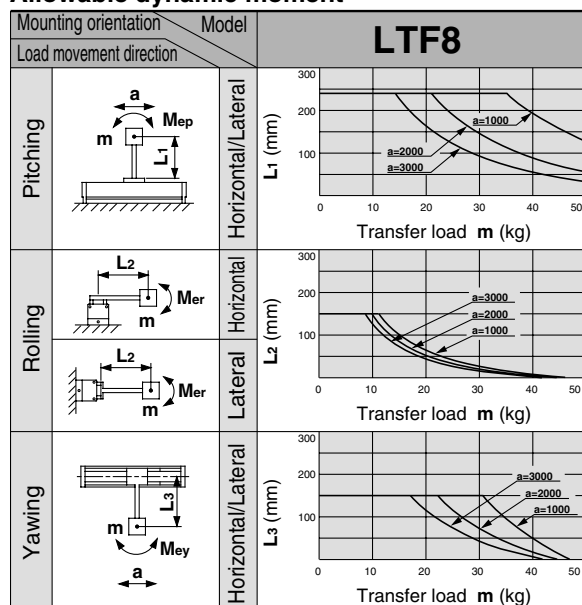 Allowable dynamic moment
Mounting orientation Model
Load movement direction
LTF8
Pitching
a
Mep
m
L1
Horizontal/Lateral
L1 (mm)
300
200
100
a=1000
a=2000
a=3000
0 10 20 30 40 50
Transfer load m (kg)
Rolling
L2
Mer
m
Horizontal
L2
Mer
m
Lateral
L2 (mm)
300
200
100
a=3000
a=2000
a=1000
0 10 20 30 40 50
Transfer load m (kg)
Yawing
L3
m
Mey
a
Horizontal/Lateral
L3 (mm)
300
200
100
a=3000
a=2000
a=1000
0 10 20 30 40 50
Transfer load m (kg)